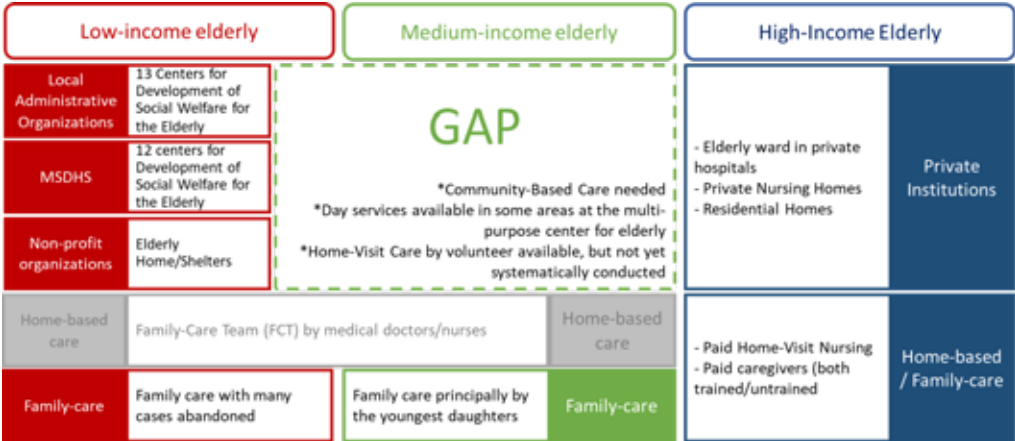 Low-income elderly
Medium-income elderly
High-Income Elderly
Local
Administrative
Organizations
13 Centers for
Development of
Social Welfare for
the Elderly
MSDHS
12 centers for
Development of
Social Welfare for
the Elderly
Non-profit
organizations
Elderly
Home/Shelters
GAP
*Community-Based Care needed
*Day services available in some areas at the multi-
purpose center for elderly
*Home-Visit Care by volunteer available, but not yet
systematically conducted
- Elderly ward in private
hospitals
- Private Nursing Homes
- Residential Homes
Private
Institutions
Home-based
care
Family-Care Team (FCT) by medical doctors/nurses
Home-based
care
Family-care
Family care with many
cases abandoned
Family care principally by
the youngest daughters
Family-care
- Paid Home-Visit Nursing
- Paid caregivers (both
trained/untrained
Home-based
/ Family-care